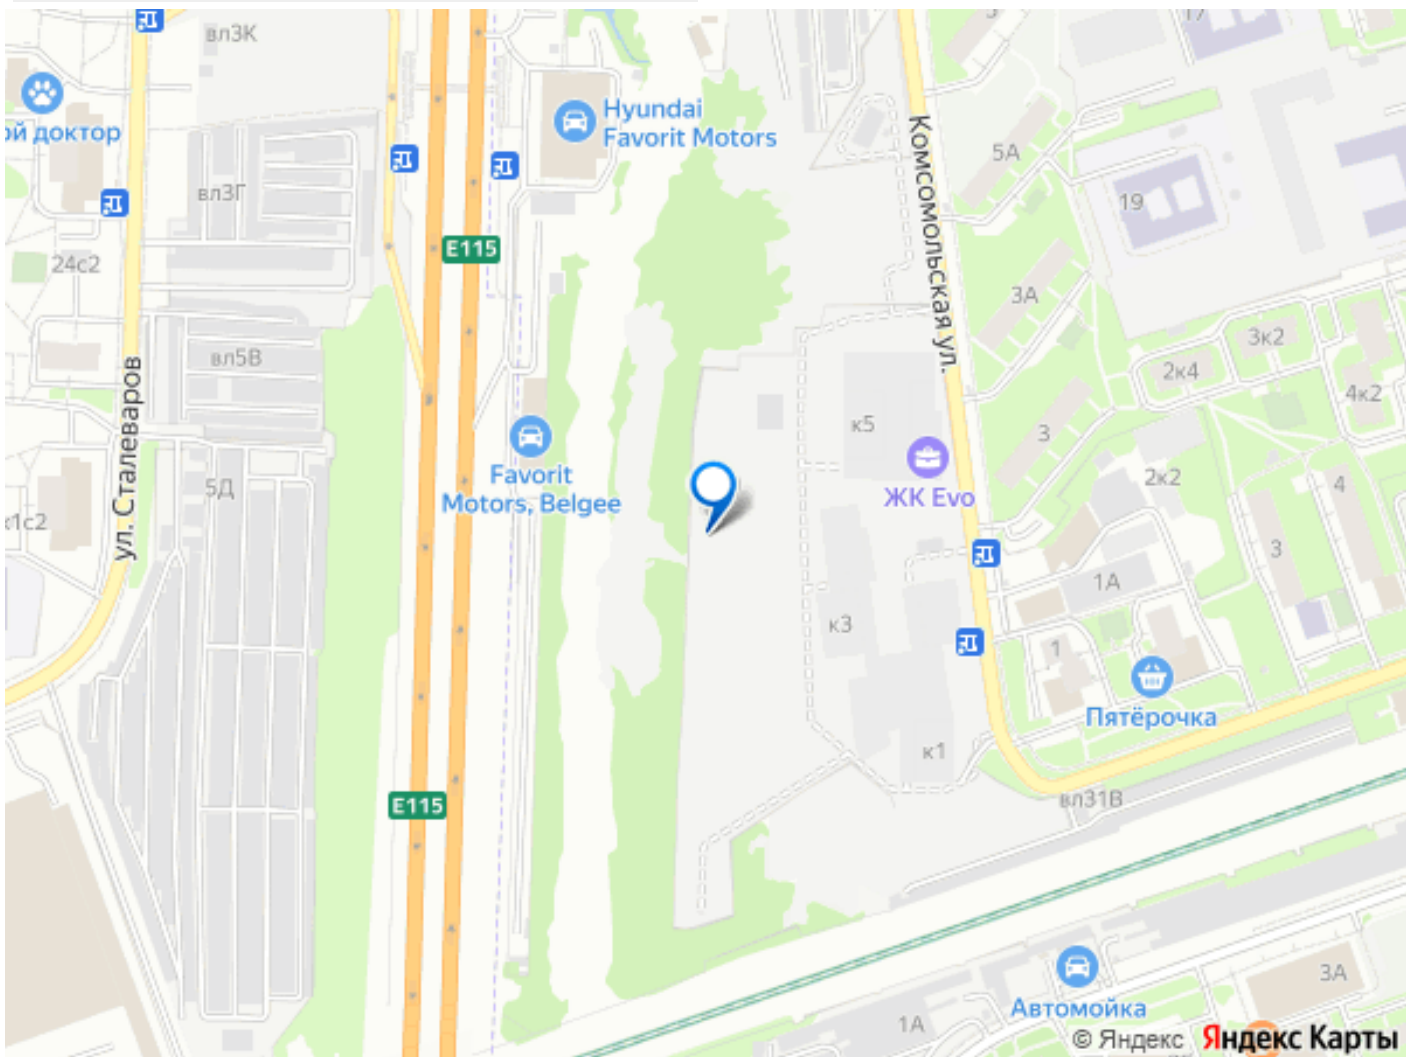 вл3К
17
Hyundai
Favorit Motors
ой доктор
Комсомольская ул.
5А
вл3Г
19
E115
24с2
3А
3к2
вл5В
2к4
4к2
ул. Сталеваров
к5
3
Favorit
Motors, Belgee
ЖК Evo
2к2
4
5Д
к1с2
3
1А
к3
1
Пятёрочка
к1
E115
вл31В
3А
Автомойка
1А
© Яндекс Яндекс Карты